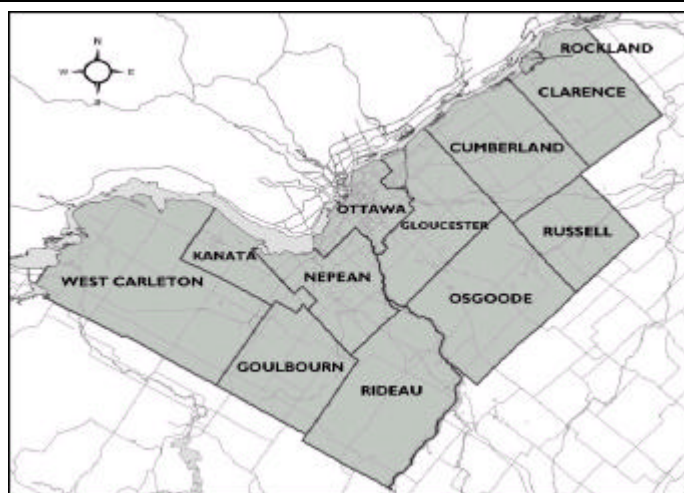 N
W E
S
ROCKLAND
CLARENCE
CUMBERLAND
OTTAWA
GLOUCESTER
RUSSELL
KANATA
NEPEAN
WEST CARLETON
OSGOODE
GOULBOURN
RIDEAU